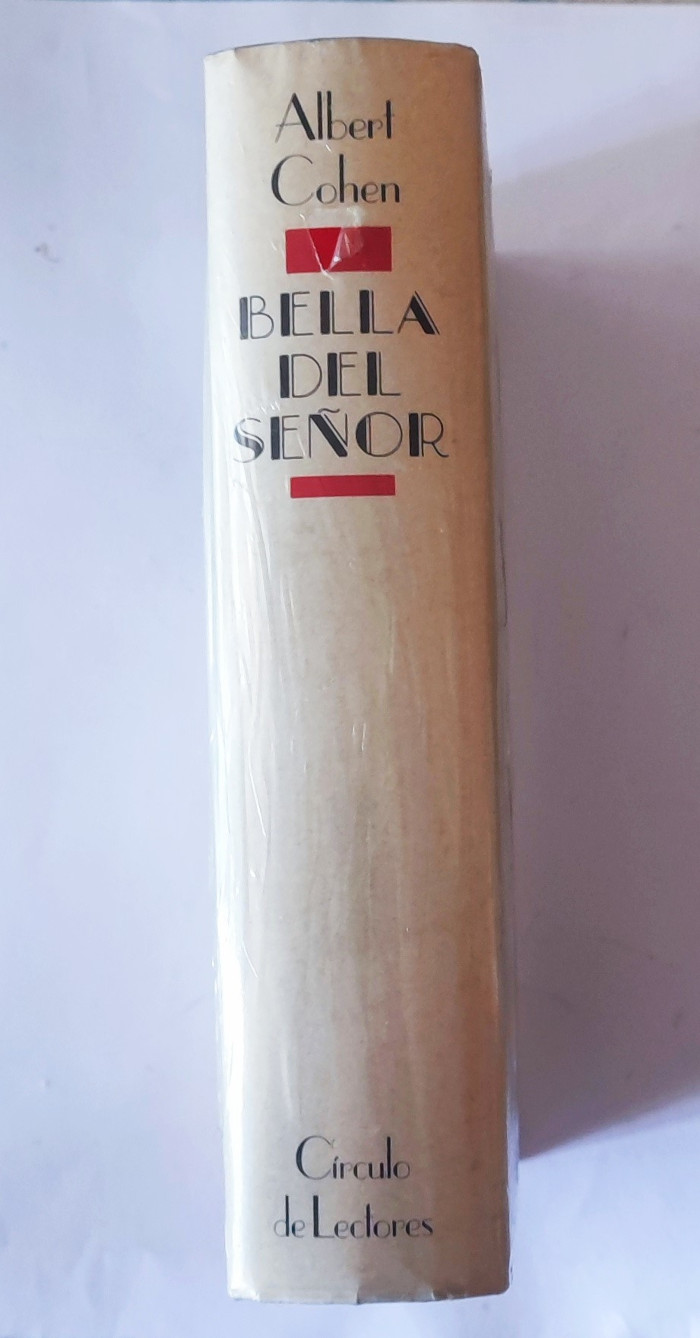 Albert
Cohen
BELLA
DEL
SEÑOR
Círculo
de Lectores